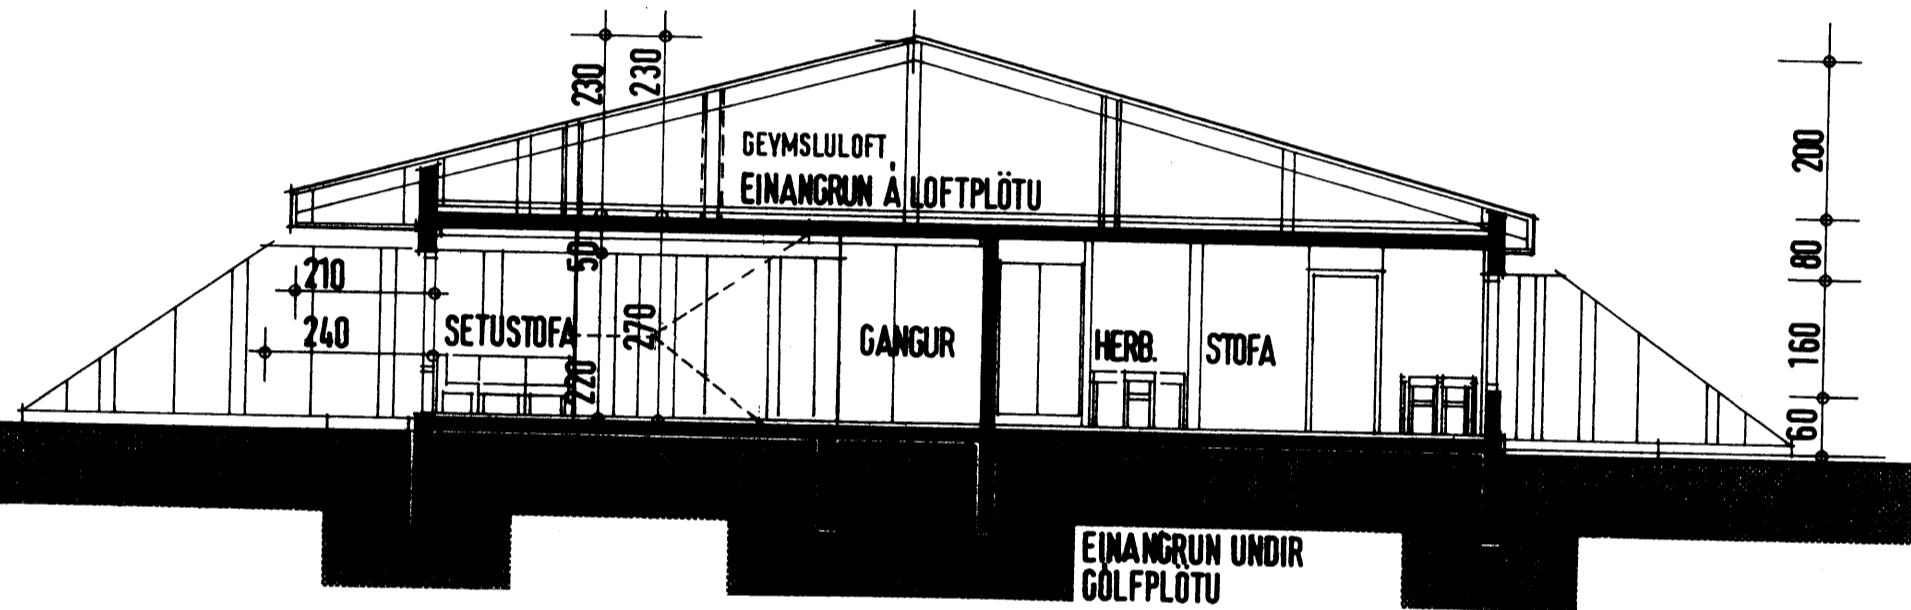 230
230
GEYMSLULOFT,
EINANGRUN Á LOFTPLÖTU
200
50
80
210
240
SETUSTOFA
270
220
GANGUR
HERB.
STOFA
160
60
EINANGRUN UNDIR
GÓLFPLÖTU